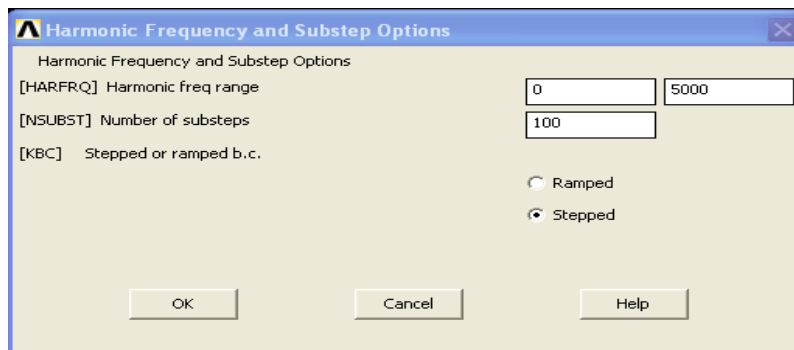 Harmonic Frequency and Substep Options
Harmonic Frequency and Substep Options
[HARFRQ] Harmonic freq range 0 5000
[NSUBST] Number of substeps 100
[KBC] Stepped or ramped b.c.
Ramped
Stepped
OK Cancel Help